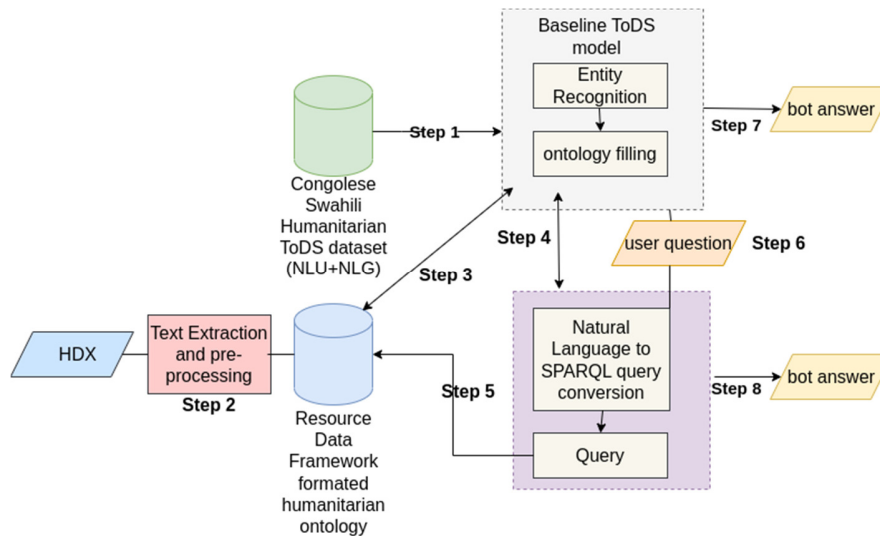 Baseline ToDS
model
Entity
Recognition
ontology filling
Step 1
Step 7
bot answer
Congolese
Swahili
Humanitarian
ToDS dataset
(NLU+NLG)
Step 3
Step 4
user question
Step 6
HDX
Text Extraction
and pre-
processing
Step 2
Resource
Data
Framework
formated
humanitarian
ontology
Step 5
Natural
Language to
SPARQL query
conversion
Query
Step 8
bot answer